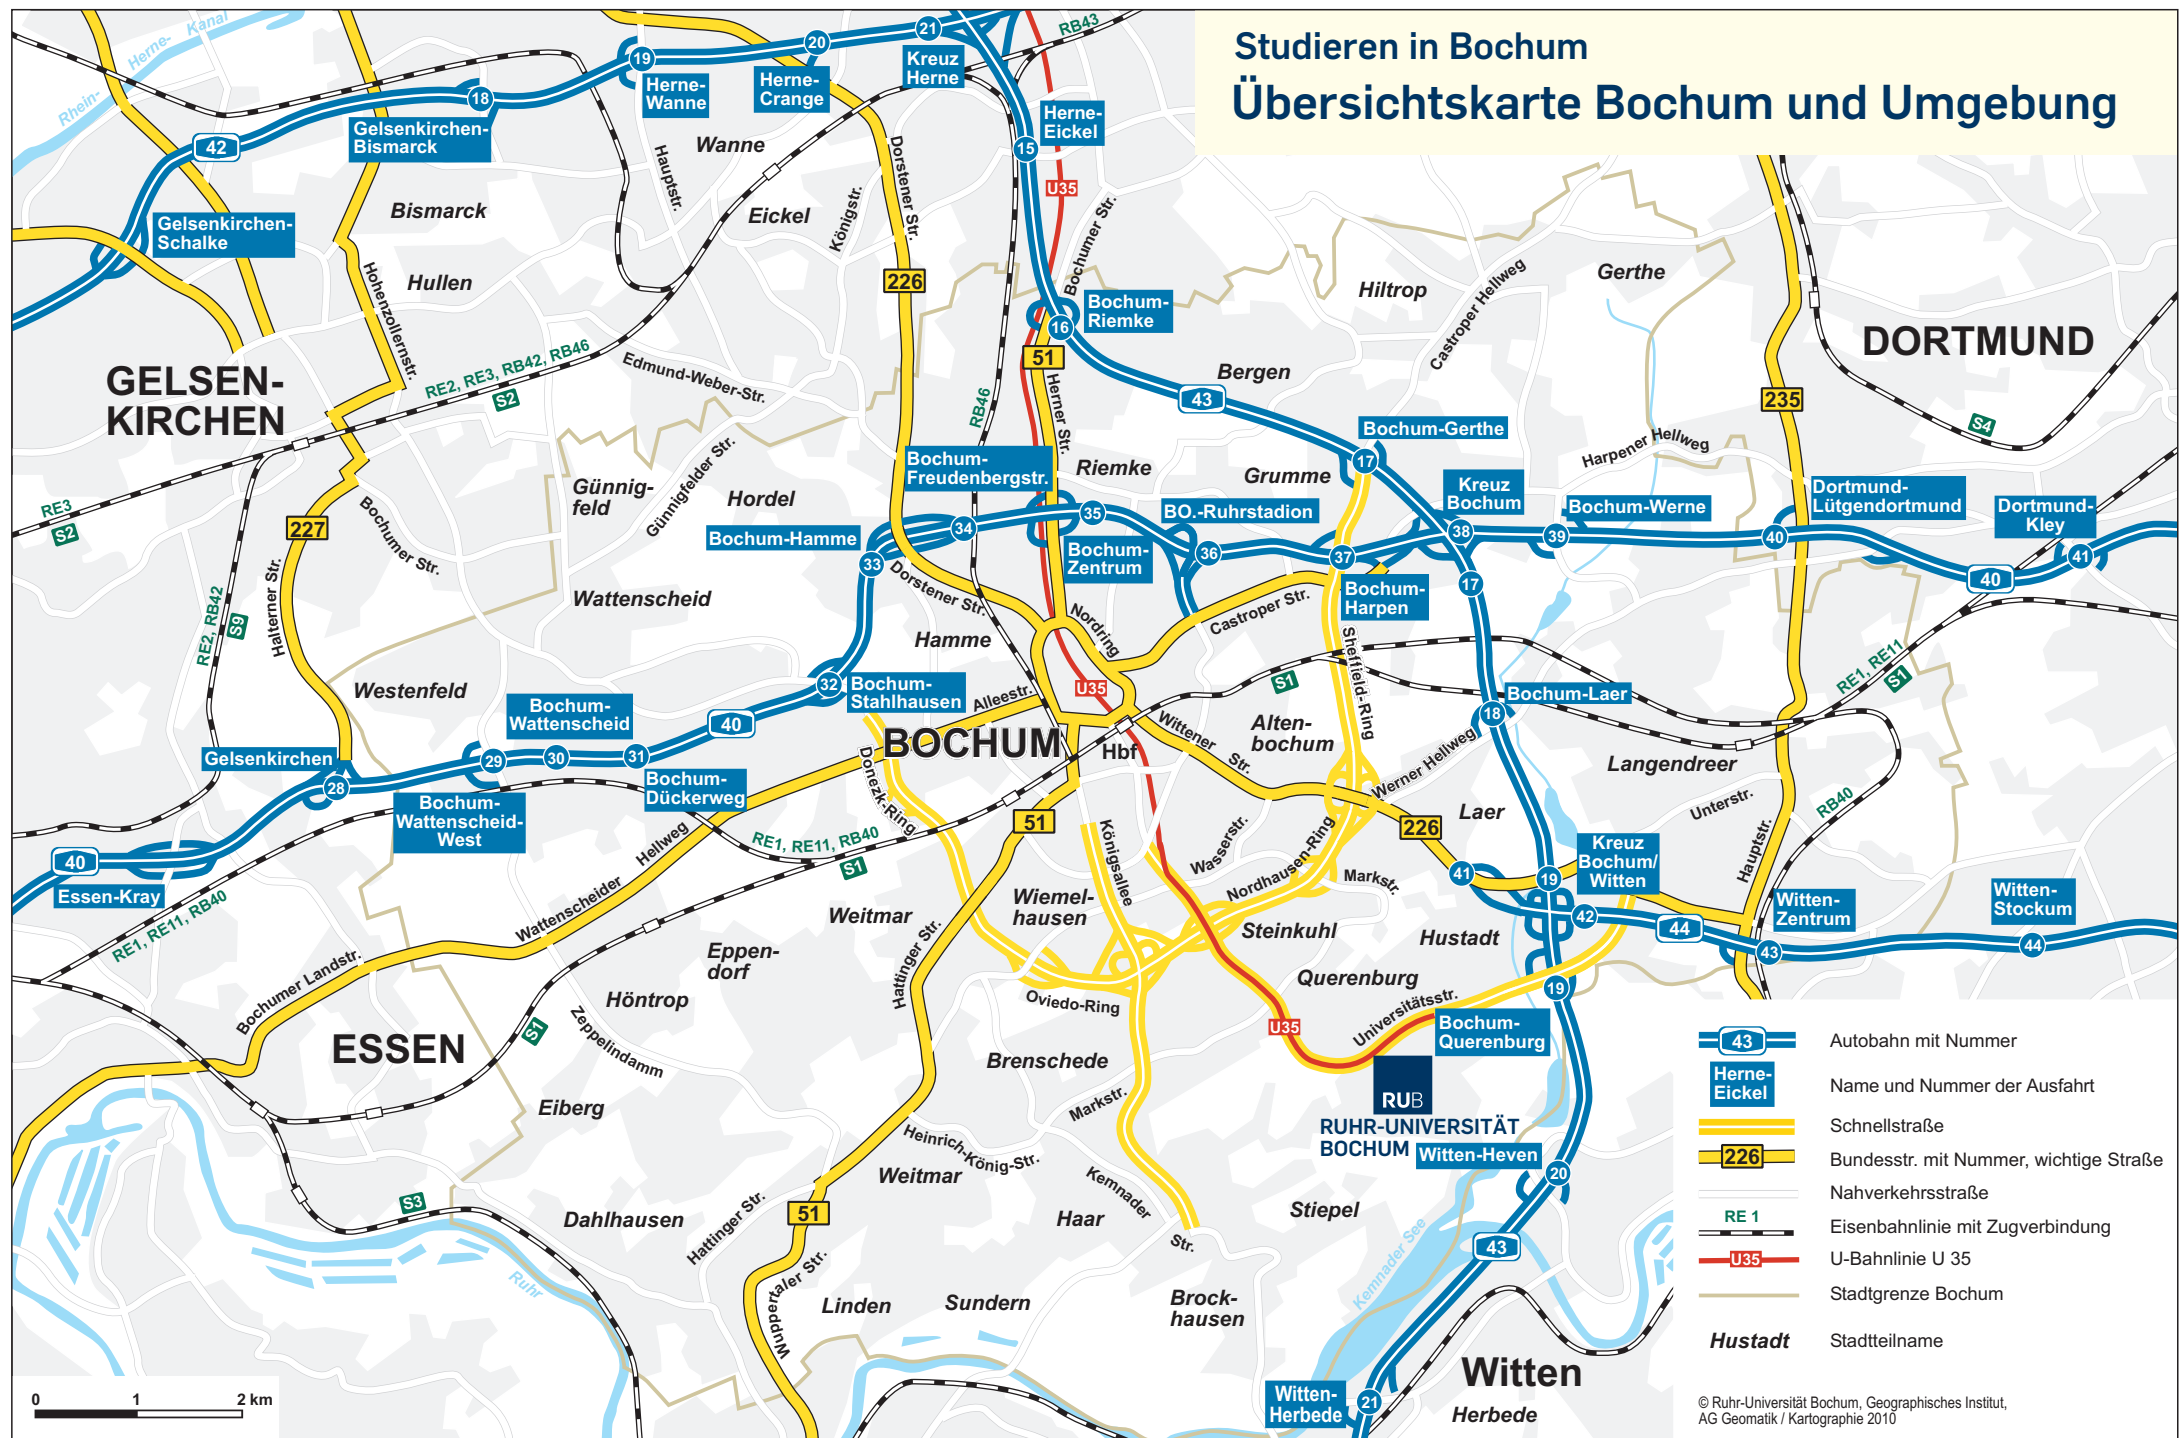 Studieren in Bochum
Übersichtskarte Bochum und Umgebung
Rhein-
Herne-
Kanal
RB43
21
20
19
18
42
Kreuz
Herne
Herne-
Crange
Herne-
Wanne
Gelsenkirchen-
Bismarck
Herne-
Eickel
15
Wanne
Hauptstr.
Dorstener Str.
U35
Bismarck
Eickel
Königstr.
Gelsenkirchen-
Schalke
Bochumer Str.
Hullen
Hohenzollernstr.
226
Hiltrop
Castroper Hellweg
Gerthe
Bochum-
Riemke
16
51
DORTMUND
GELSEN-
KIRCHEN
RE2, RE3, RB42, RB46
S2
Edmund-Weber-Str.
RB46
Herner Str.
Bergen
43
235
S4
Bochum-Gerthe
17
Harpener Hellweg
Günnigfelder Str.
Bochum-
Freudenbergstr.
Riemke
Grumme
Kreuz
Bochum
Günnig-
feld
Hordel
RE3
S2
227
Bochumer Str.
Bochum-Hamme
34
35
BO.-Ruhrstadion
38
Bochum-Werne
39
Dortmund-
Lütgendortmund
40
Dortmund-
Kley
41
40
33
36
37
17
Bochum-
Zentrum
Bochum-
Harpen
RE2, RB42
S9
Halterner Str.
Wattenscheid
Dorstener Str.
Hamme
Nordring
Castroper Str.
Sheffield-Ring
Westenfeld
32
Bochum-
Stahlhausen
Alleestr.
U35
S1
RE1, RE11
S1
Bochum-
Wattenscheid
40
BOCHUM
Hbf
Wittener
Str.
Alten-
bochum
Bochum-Laer
18
Werner Hellweg
Langendreer
Gelsenkirchen
28
29
30
31
Bochum-
Dückerweg
Bochum-
Wattenscheid-
West
Donezk-Ring
Laer
Unterstr.
RB40
40
Essen-Kray
Hellweg
RE1, RE11, RB40
S1
51
Königsallee
Wasserstr.
226
Kreuz
Bochum/
Witten
Hauptstr.
Nordhausen-Ring
Markstr.
41
19
42
44
43
Witten-
Zentrum
Witten-
Stockum
44
RE1, RE11, RB40
Wattenscheider
Weitmar
Wiemel-
hausen
Steinkuhl
Hustadt
Bochumer Landstr.
Eppen-
dorf
Hattinger Str.
Querenburg
19
Höntrop
Oviedo-Ring
Universitätsstr.
U35
Bochum-
Querenburg
ESSEN
S1
Zeppelindamm
Brenschede
Markstr.
RUB
RUHR-UNIVERSITÄT
BOCHUM
Witten-Heven
20
Eiberg
Heinrich-König-Str.
Weitmar
Kemnader
Str.
S3
Dahlhausen
Hattinger Str.
51
Haar
Stiepel
43
Kemnader See
Ruhr
Wuppertaler Str.
Linden
Sundern
Brock-
hausen
Witten
Herbede
Witten-
Herbede
21
0
1
2 km
43
Autobahn mit Nummer
Herne-
Eickel
Name und Nummer der Ausfahrt
Schnellstraße
226
Bundesstr. mit Nummer, wichtige Straße
Nahverkehrsstraße
RE 1
Eisenbahnlinie mit Zugverbindung
U35
U-Bahnlinie U 35
Stadtgrenze Bochum
Hustadt
Stadtteilname
© Ruhr-Universität Bochum, Geographisches Institut,
AG Geomatik / Kartographie 2010